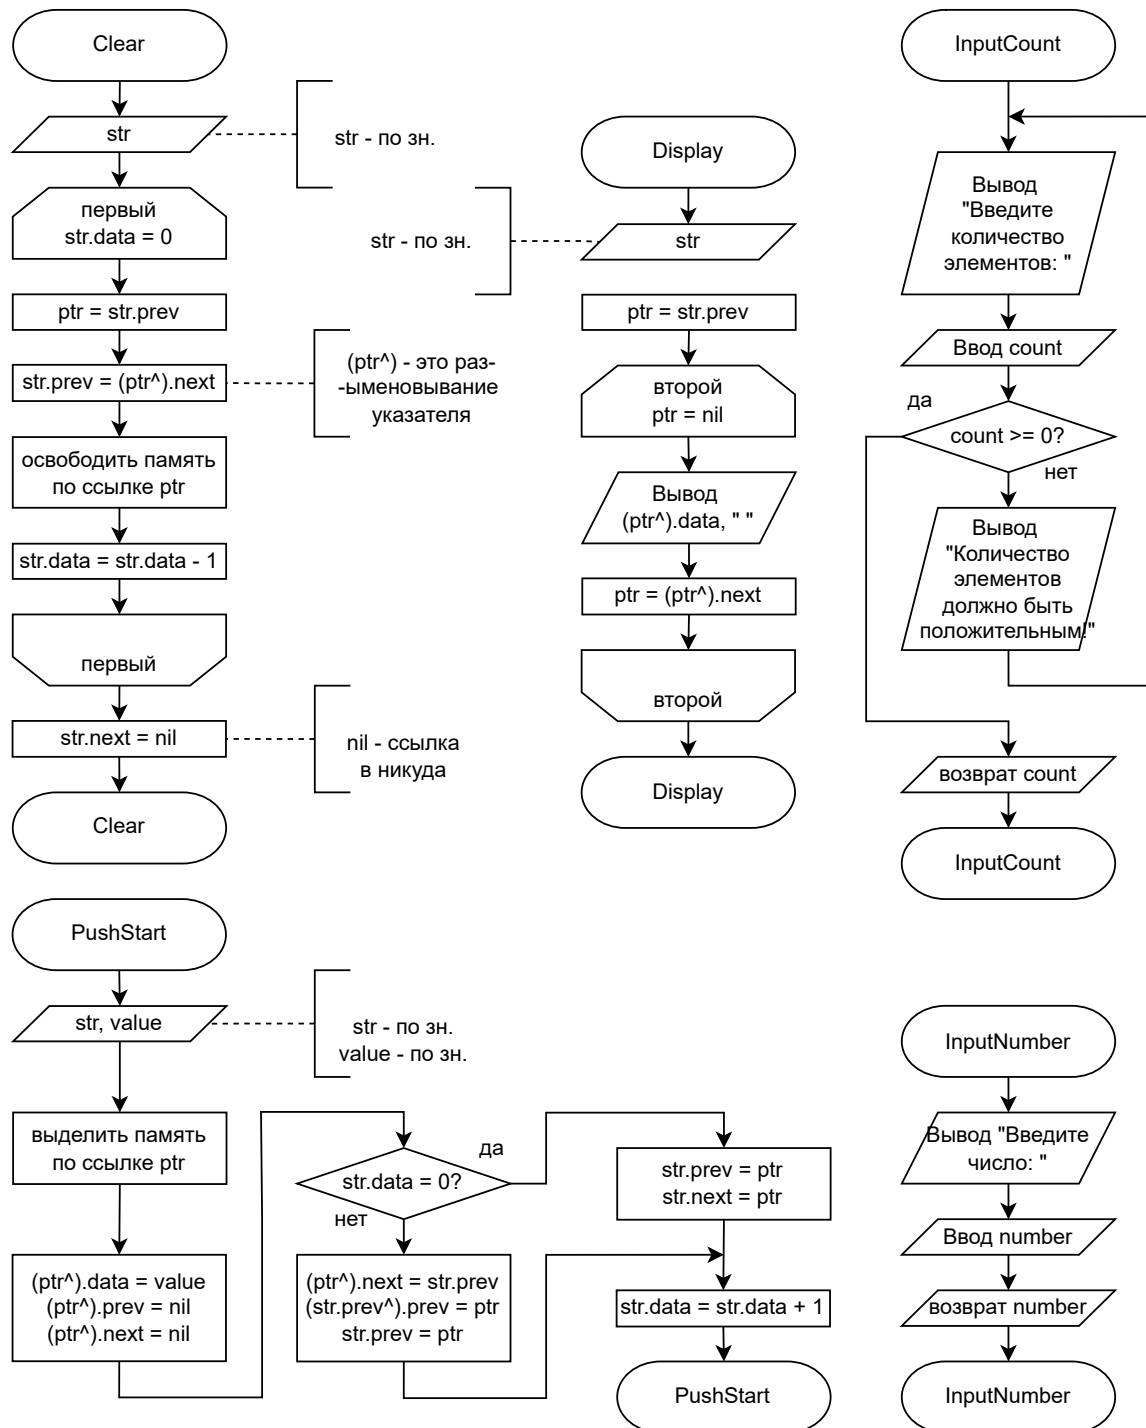 Clear
str
str - по зн.
первый
str.data = 0
ptr = str.prev
str.prev = (ptr^).next
(ptr^) - это раз-
-ыменовывание
указателя
освободить память
по ссылке ptr
str.data = str.data - 1
первый
str.next = nil
nil - ссылка
в никуда
Clear
Display
str
str - по зн.
ptr = str.prev
второй
ptr = nil
Вывод
(ptr^).data, " "
ptr = (ptr^).next
второй
Display
InputCount
Вывод
"Введите
количество
элементов: "
Ввод count
да
count >= 0?
нет
Вывод
"Количество
элементов
должно быть
положительным!"
возврат count
InputCount
PushStart
str, value
str - по зн.
value - по зн.
выделить память
по ссылке ptr
(ptr^).data = value
(ptr^).prev = nil
(ptr^).next = nil
str.data = 0?
да
нет
(ptr^).next = str.prev
(str.prev^).prev = ptr
str.prev = ptr
str.prev = ptr
str.next = ptr
str.data = str.data + 1
PushStart
InputNumber
Вывод "Введите
число: "
Ввод number
возврат number
InputNumber